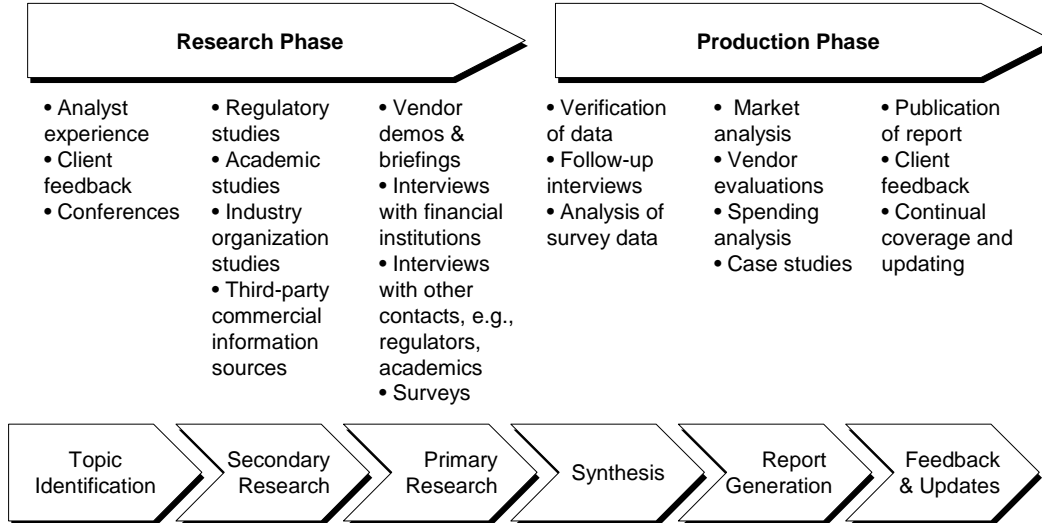 Research Phase
Production Phase
• Analyst
experience
• Client
feedback
• Conferences
• Regulatory
studies
• Academic
studies
• Industry
organization
studies
• Third-party
commercial
information
sources
• Vendor
demos &
briefings
• Interviews
with financial
institutions
• Interviews
with other
contacts, e.g.,
regulators,
academics
• Surveys
• Verification
of data
• Follow-up
interviews
• Analysis of
survey data
• Market
analysis
• Vendor
evaluations
• Spending
analysis
• Case studies
• Publication
of report
• Client
feedback
• Continual
coverage and
updating
Topic
Identification
Secondary
Research
Primary
Research
Synthesis
Report
Generation
Feedback
& Updates